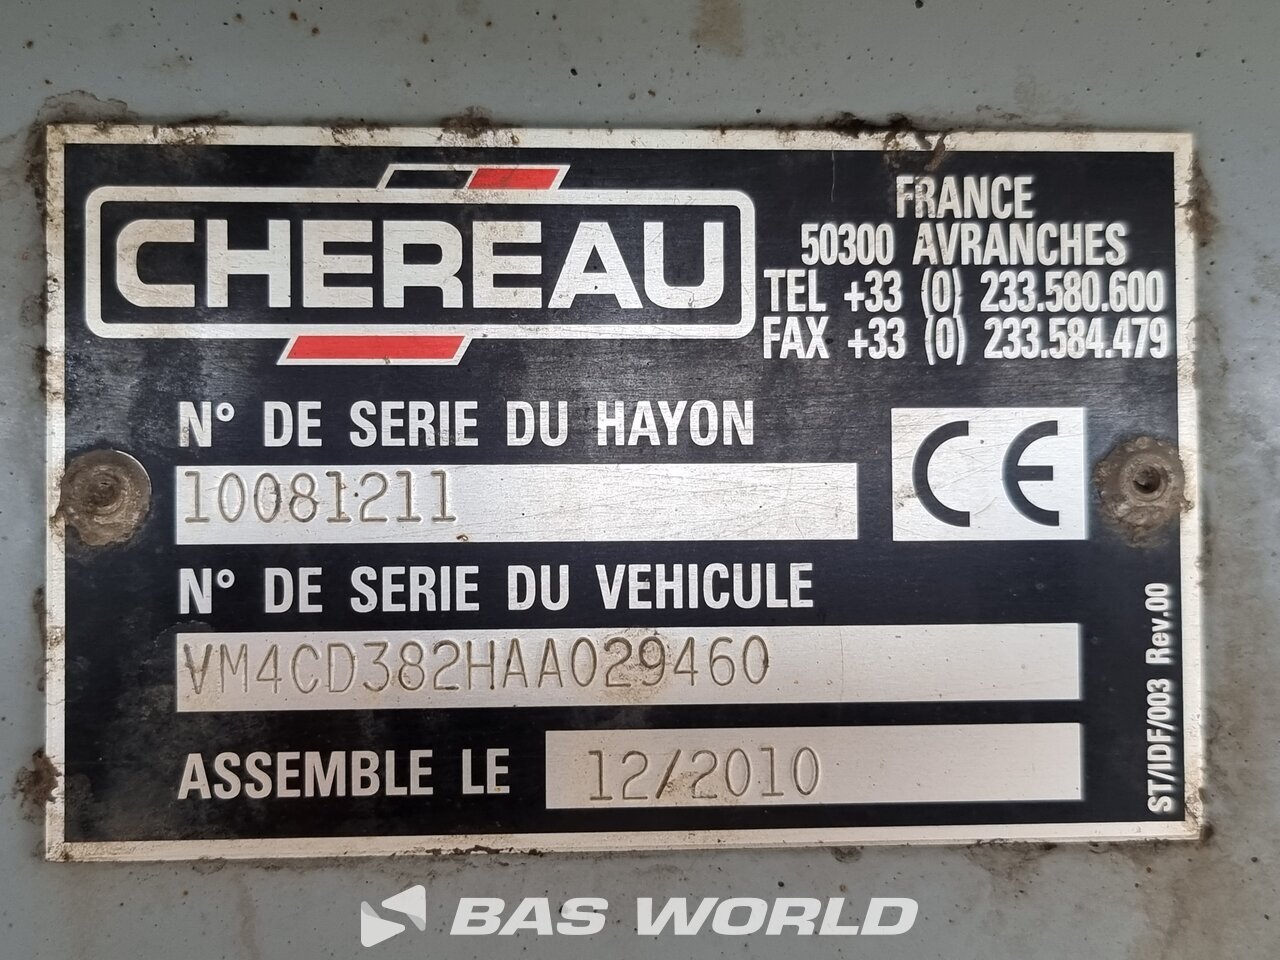 CHEREAU
FRANCE
50300 AVRANCHES
TEL +33 (0) 233.580.600
FAX +33 (0) 233.584.479
N° DE SERIE DU HAYON
10081211
CE
N° DE SERIE DU VEHICULE
VM4CD382HAA029460
ASSEMBLE LE 12/2010
ST/IDF/003 Rev.00
BAS WORLD